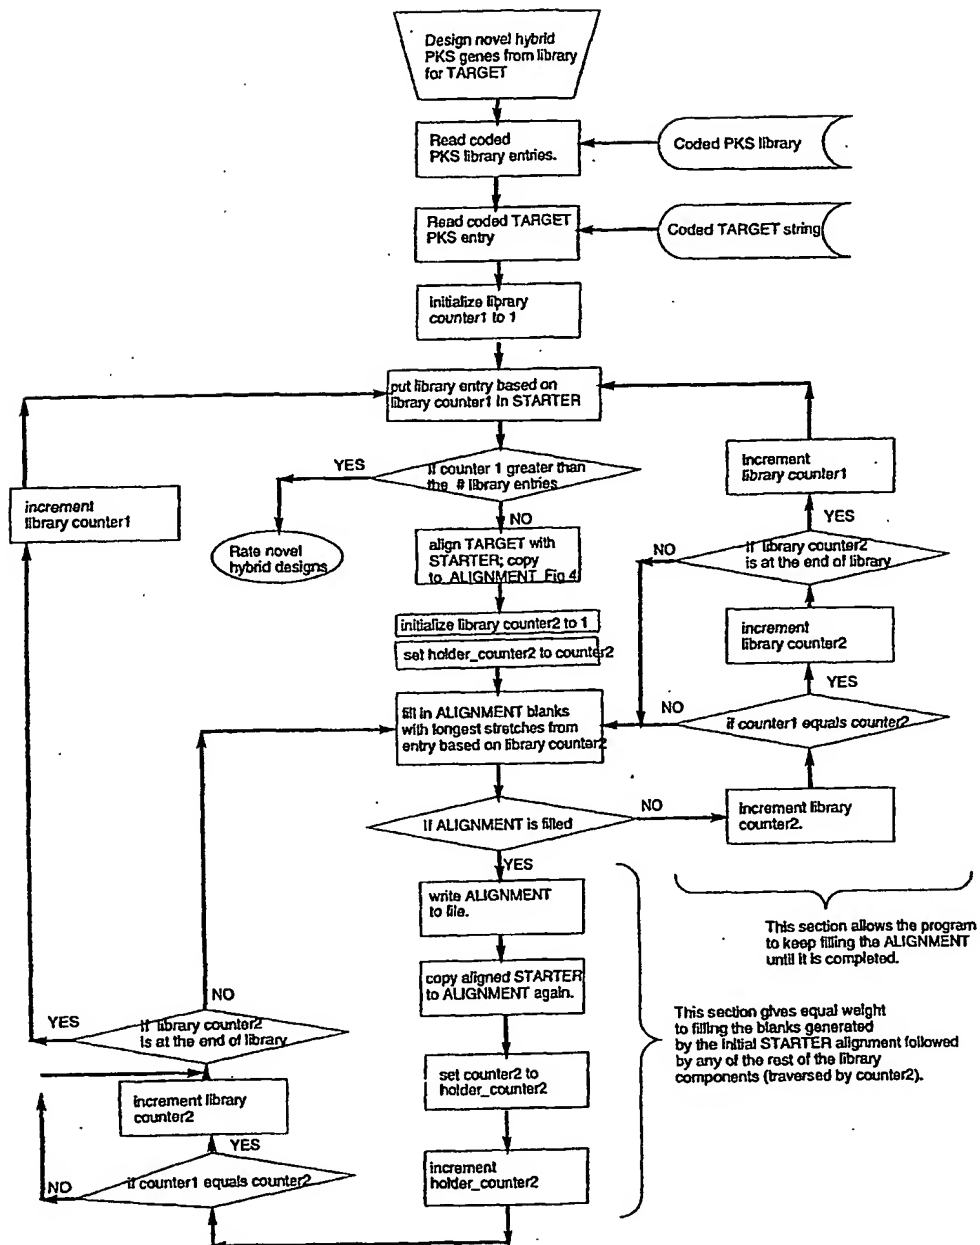 Design novel hybrid
PKS genes from library
for TARGET
Read coded
PKS library entries.
Coded PKS library
Read coded TARGET
PKS entry
Coded TARGET string
initialize library
counter1 to 1
put library entry based on
library counter1 in STARTER
YES
If counter 1 greater than
the # library entries
increment
library counter1
Increment
library counter1
NO
YES
Rate novel
hybrid designs
align TARGET with
STARTER; copy
to ALIGNMENT Fig 4
NO
If library counter2
is at the end of library
initialize library counter2 to 1
set holder_counter2 to counter2
increment
library counter2
YES
fill in ALIGNMENT blanks
with longest stretches from
entry based on library counter2
NO
if counter1 equals counter2
If ALIGNMENT is filled
NO
increment library
counter2.
YES
write ALIGNMENT
to file.
This section allows the program
to keep filling the ALIGNMENT
until it is completed.
copy aligned STARTER
to ALIGNMENT again.
NO
YES
If library counter2
is at the end of library
This section gives equal weight
to filling the blanks generated
by the initial STARTER alignment followed
by any of the rest of the library
components (traversed by counter2).
set counter2 to
holder_counter2
increment library
counter2
YES
NO
if counter1 equals counter2
increment
holder_counter2